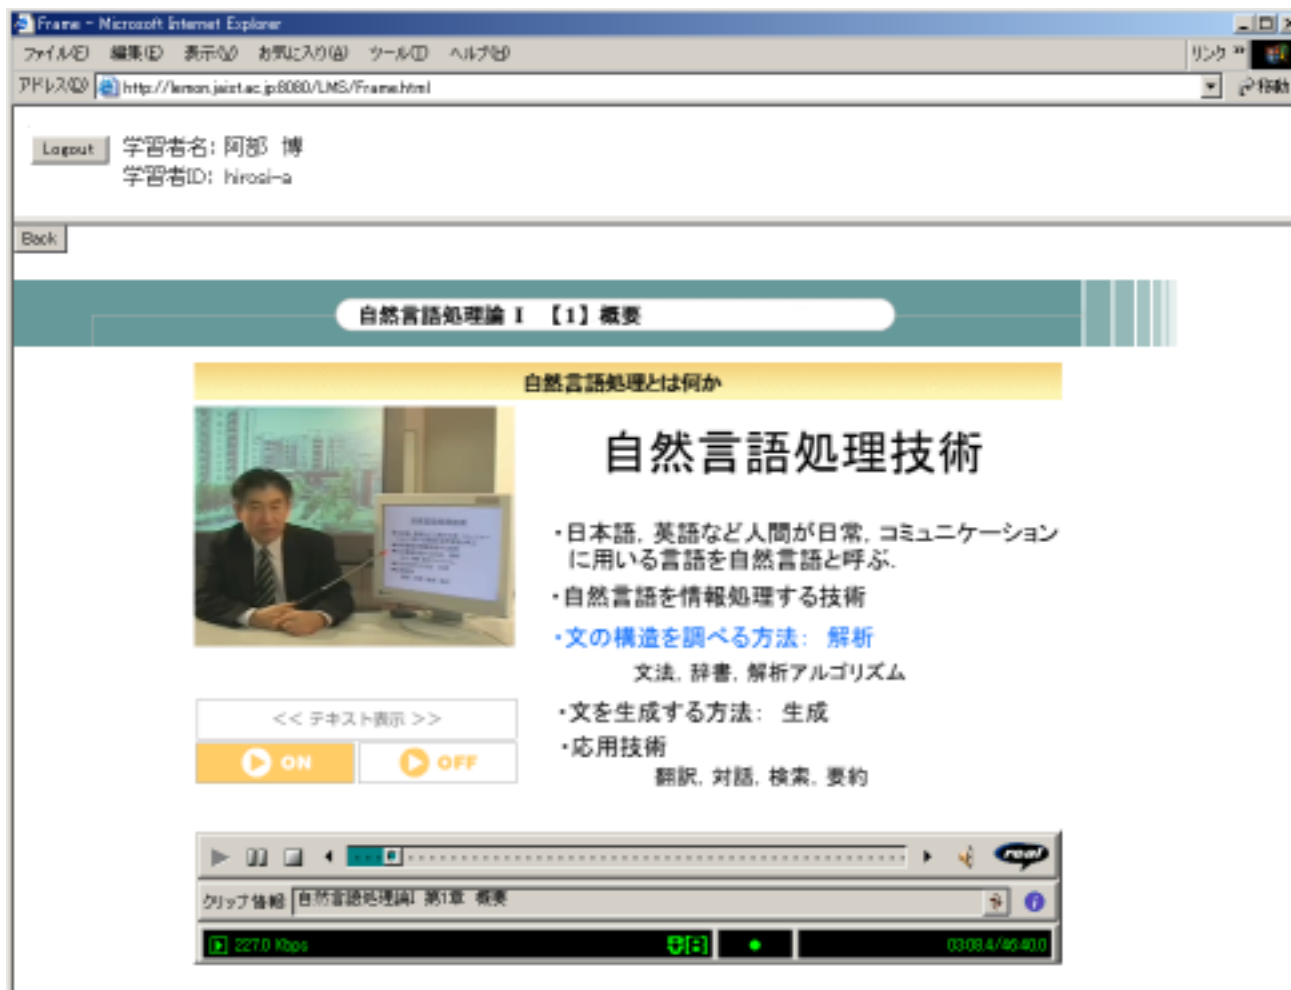 Frame - Microsoft Internet Explorer
ファイル(F) 編集(E) 表示(V) お気に入り(A) ツール(T) ヘルプ(H) リンク »
アドレス(D) http://lemon.jaist.ac.jp:8080/LMS/Frame.html 移動
Logout 学習者名: 阿部 博
学習者ID: hirosi-a
Back
自然言語処理論 I 【1】概要
自然言語処理とは何か
自然言語処理技術
・日本語, 英語など人間が日常, コミュニケーション
に用いる言語を自然言語と呼ぶ.
・自然言語を情報処理する技術
・文の構造を調べる方法: 解析
文法, 辞書, 解析アルゴリズム
<< テキスト表示 >>
ON OFF
・文を生成する方法: 生成
・応用技術
翻訳, 対話, 検索, 要約
real
クリップ情報 自然言語処理論I 第1章 概要
227.0 Kbps 03:08.4/46:40.0